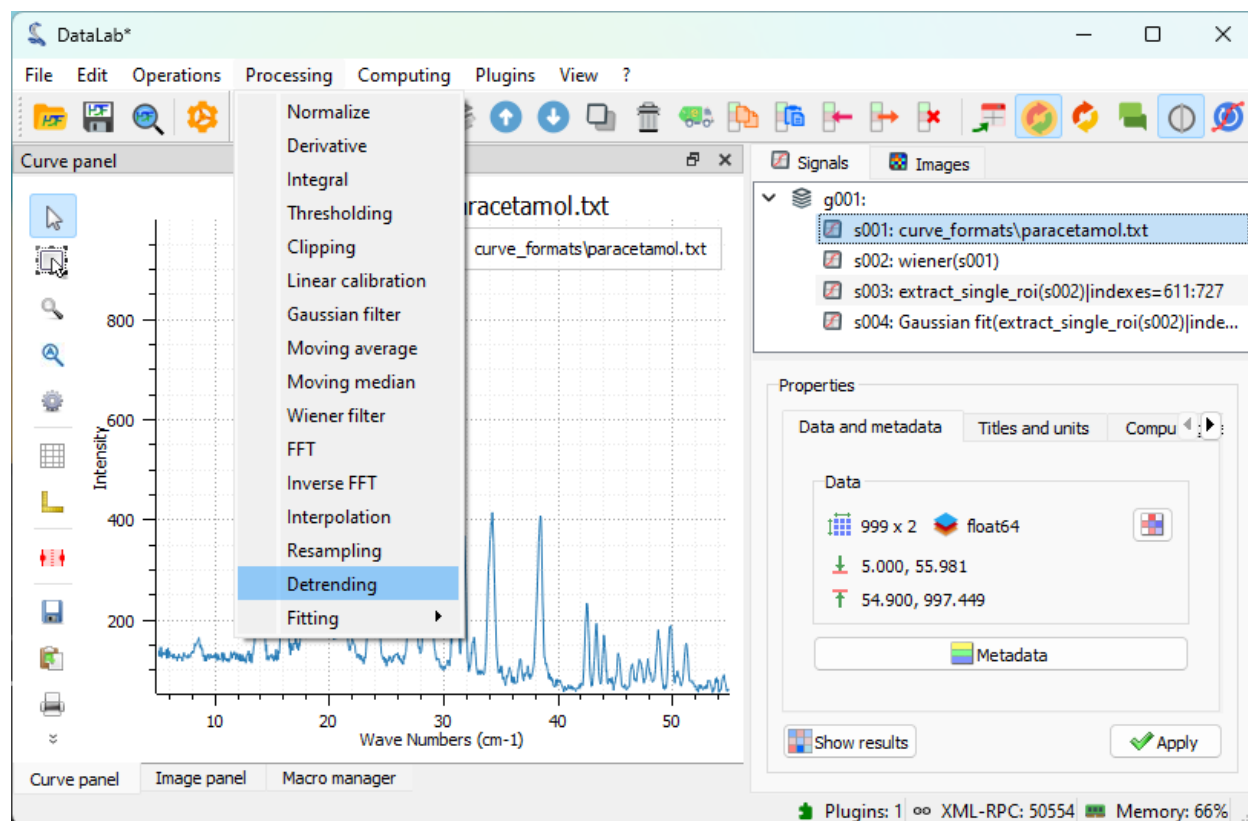 DataLab*
File Edit Operations Processing Computing Plugins View ?
Curve panel
Normalize
Derivative
Integral
Thresholding
Clipping
Linear calibration
Gaussian filter
Moving average
Moving median
Wiener filter
FFT
Inverse FFT
Interpolation
Resampling
Detrending
Fitting
racetamol.txt
curve_formats\paracetamol.txt
800
600
400
200
Intensity
10 20 30 40 50
Wave Numbers (cm-1)
Curve panel Image panel Macro manager
Signals Images
g001:
s001: curve_formats\paracetamol.txt
s002: wiener(s001)
s003: extract_single_roi(s002)|indexes=611:727
s004: Gaussian fit(extract_single_roi(s002)|inde...
Properties
Data and metadata Titles and units Compu
Data
999 x 2 float64
5.000, 55.981
54.900, 997.449
Metadata
Show results Apply
Plugins: 1 XML-RPC: 50554 Memory: 66%